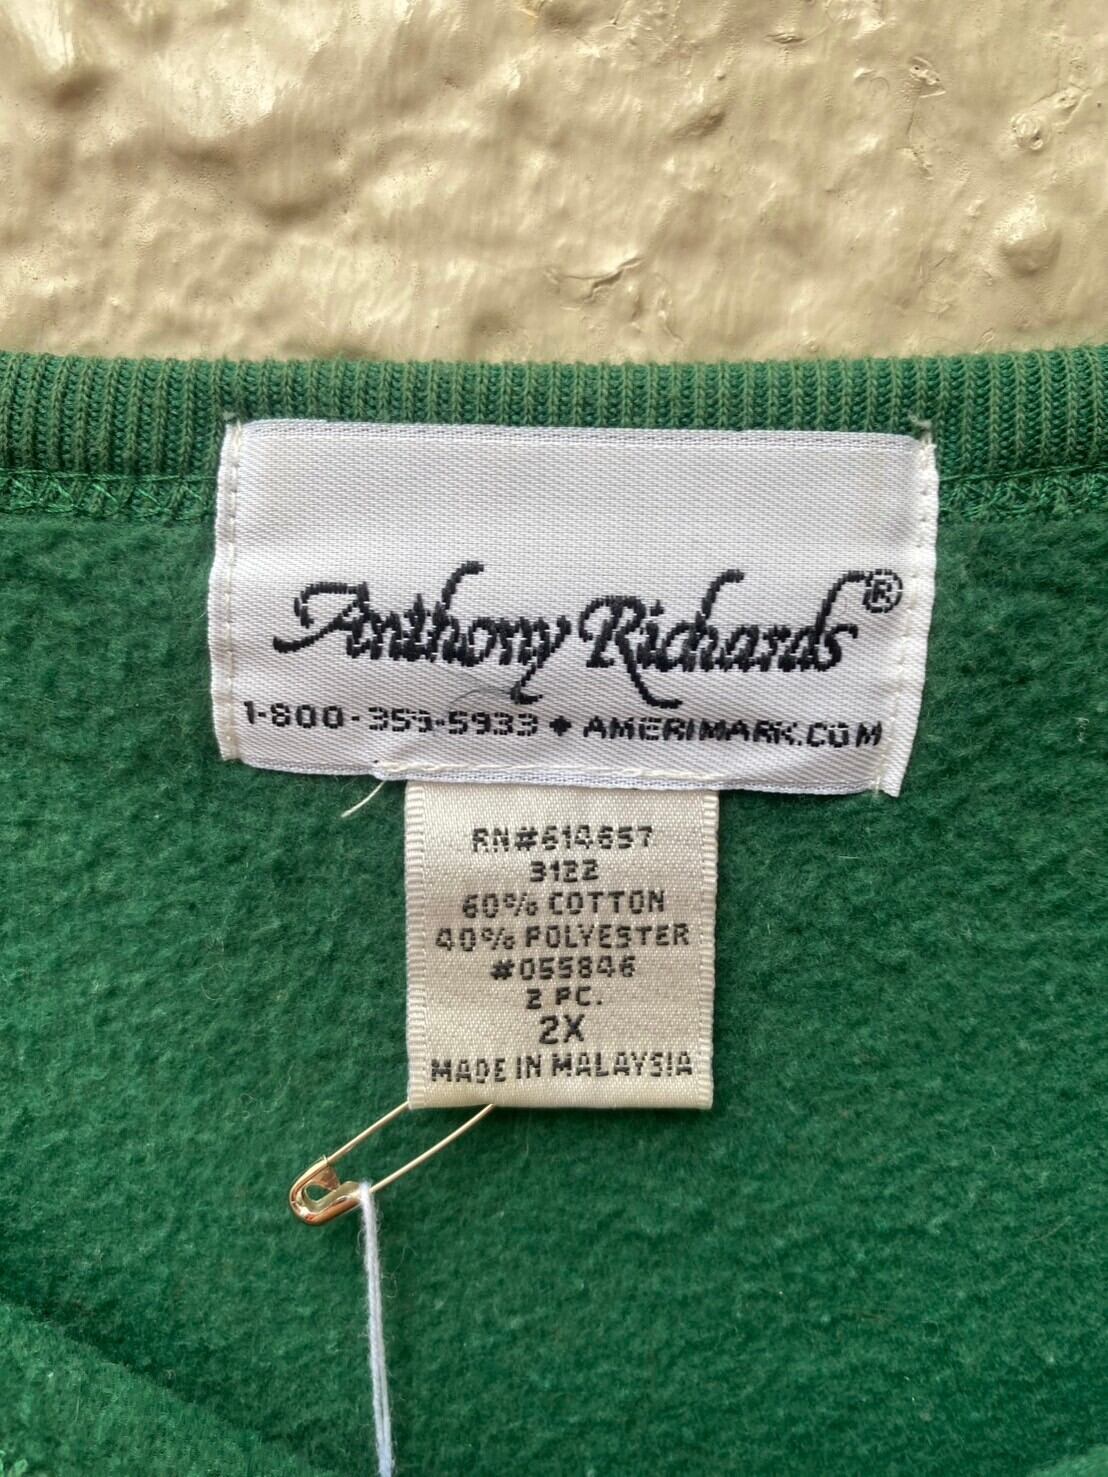 Anthony Richards®
1-800-359-5933 ◆ AMERIMARK.COM
RN#614657
3122
60% COTTON
40% POLYESTER
#055846
2 PC.
2X
MADE IN MALAYSIA